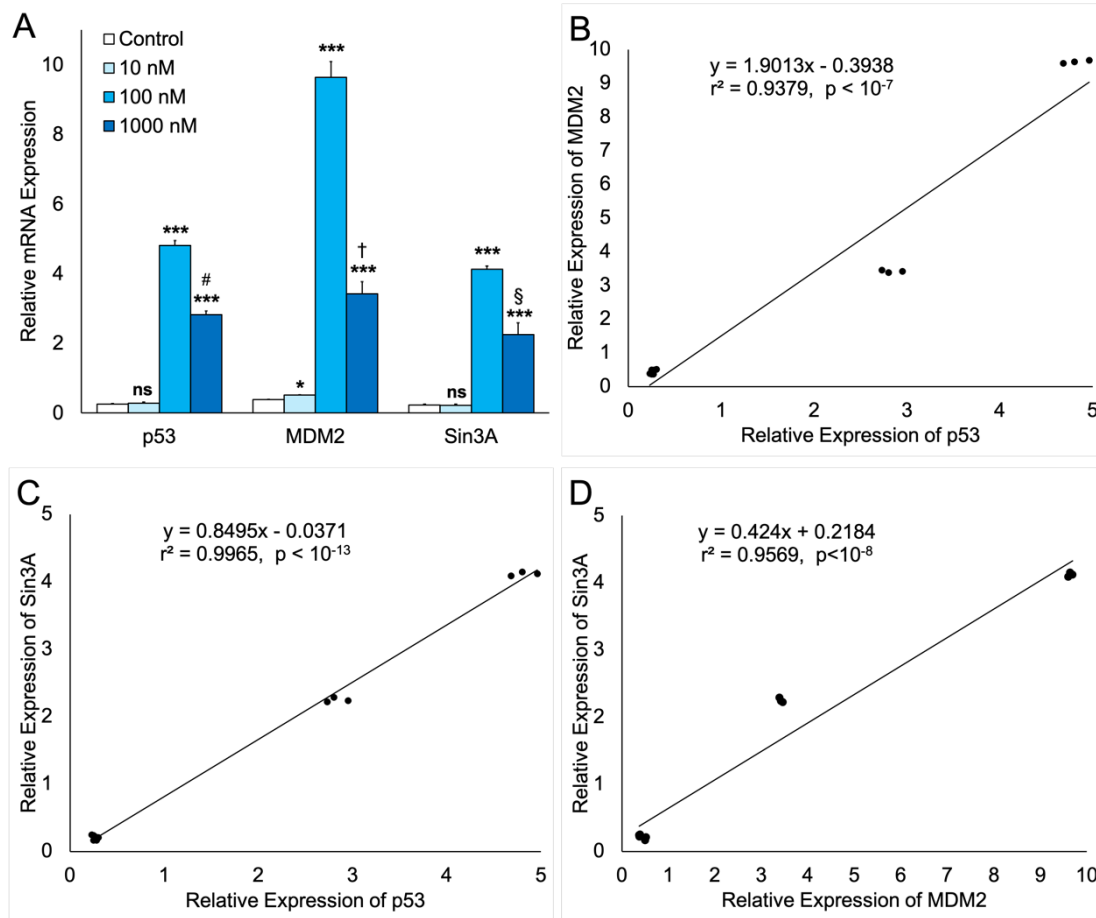 A
Control
10 nM
100 nM
1000 nM
Relative mRNA Expression
10
8
6
4
2
0
ns
***
#
***
*
***
†
***
ns
***
§
***
p53
MDM2
Sin3A
B
y = 1.9013x - 0.3938
r² = 0.9379, p < 10⁻⁷
Relative Expression of MDM2
10
9
8
7
6
5
4
3
2
1
0
0 1 2 3 4 5
Relative Expression of p53
C
y = 0.8495x - 0.0371
r² = 0.9965, p < 10⁻¹³
Relative Expression of Sin3A
5
4
3
2
1
0
0 1 2 3 4 5
Relative Expression of p53
D
y = 0.424x + 0.2184
r² = 0.9569, p<10⁻⁸
Relative Expression of Sin3A
5
4
3
2
1
0
0 1 2 3 4 5 6 7 8 9 10
Relative Expression of MDM2